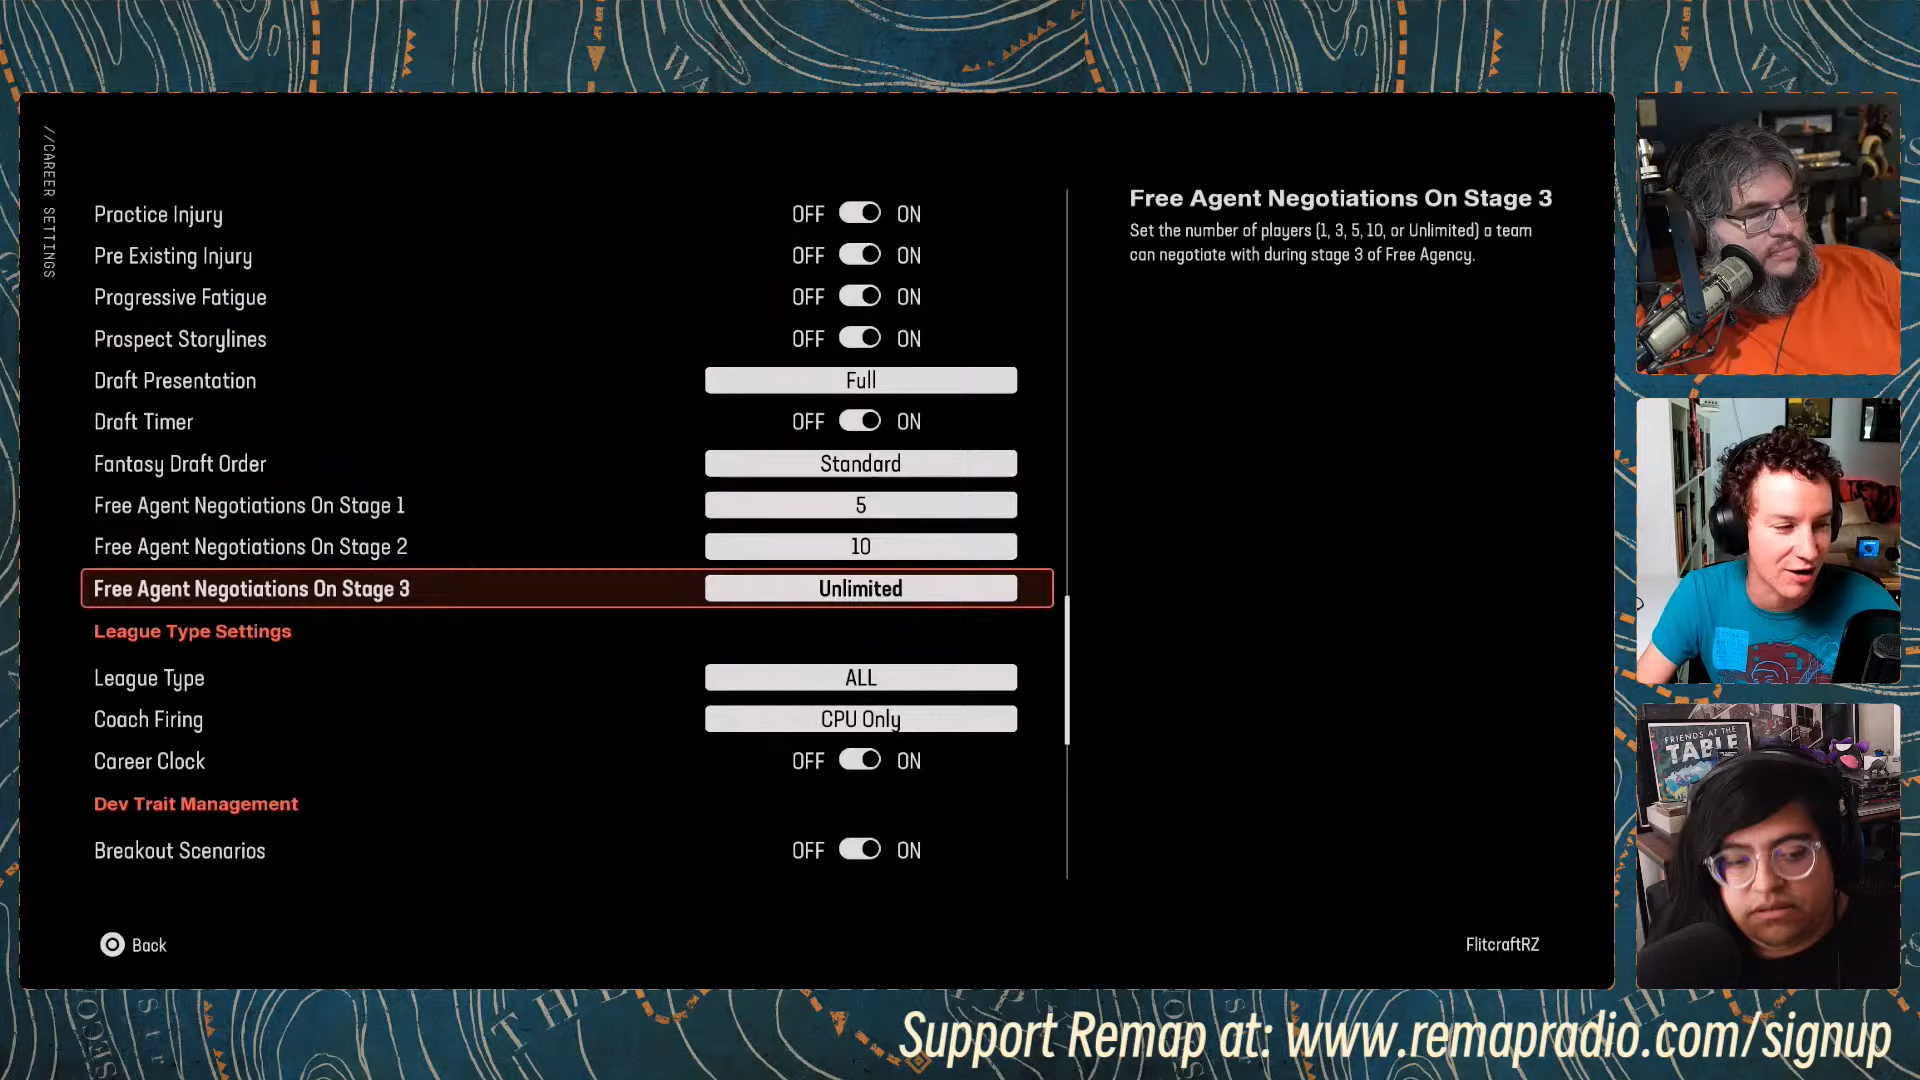 //CAREER SETTINGS
Practice Injury OFF ON
Pre Existing Injury OFF ON
Progressive Fatigue OFF ON
Prospect Storylines OFF ON
Draft Presentation Full
Draft Timer OFF ON
Fantasy Draft Order Standard
Free Agent Negotiations On Stage 1 5
Free Agent Negotiations On Stage 2 10
Free Agent Negotiations On Stage 3 Unlimited
League Type Settings
League Type ALL
Coach Firing CPU Only
Career Clock OFF ON
Dev Trait Management
Breakout Scenarios OFF ON
Back
Free Agent Negotiations On Stage 3
Set the number of players (1, 3, 5, 10, or Unlimited) a team
can negotiate with during stage 3 of Free Agency.
FlitcraftRZ
FRIENDS AT THE
TABLE
Support Remap at: www.remapradio.com/signup